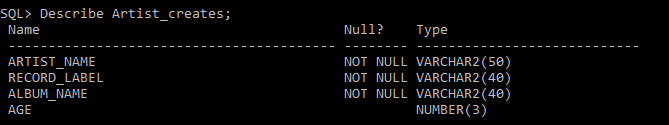 SQL> Describe Artist_creates;
Name Null? Type
----------------------------------------- -------- ----------------------------
ARTIST_NAME NOT NULL VARCHAR2(50)
RECORD_LABEL NOT NULL VARCHAR2(40)
ALBUM_NAME NOT NULL VARCHAR2(40)
AGE NUMBER(3)